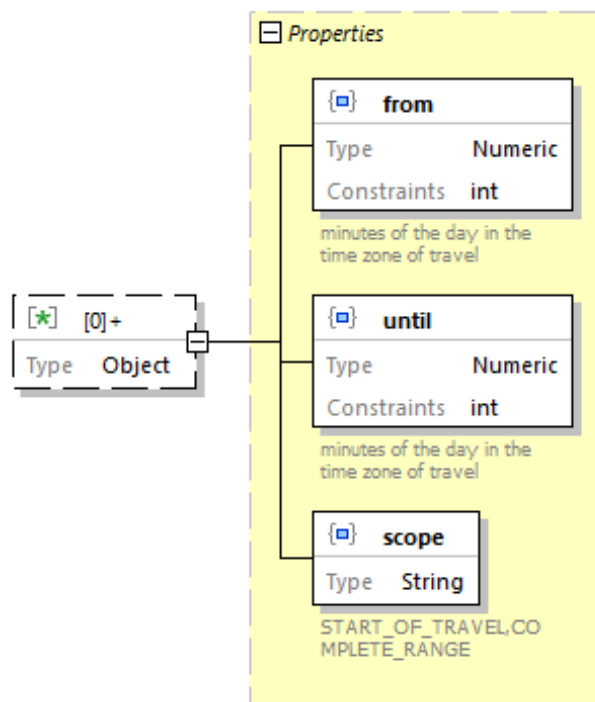 Properties
from
Type Numeric
Constraints int
minutes of the day in the
time zone of travel
[0]+
Type Object
until
Type Numeric
Constraints int
minutes of the day in the
time zone of travel
scope
Type String
START_OF_TRAVEL,CO
MPLETE_RANGE